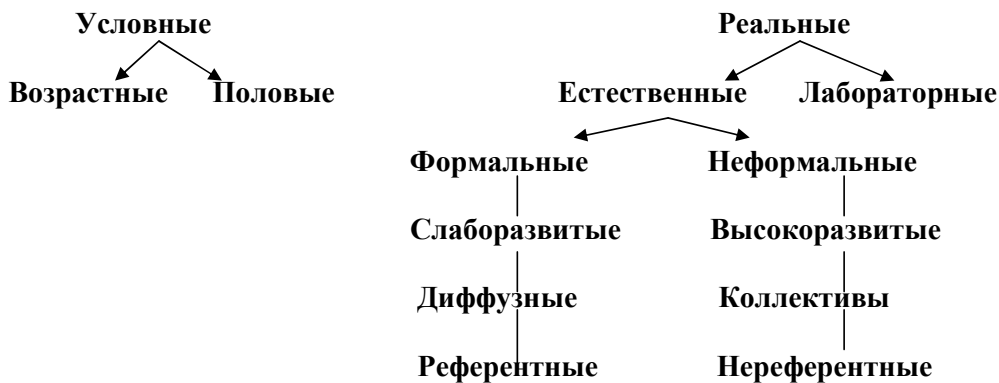 Условные Реальные
Возрастные Половые Естественные Лабораторные
Формальные Неформальные
Слаборазвитые Высокоразвитые
Диффузные Коллективы
Референтные Нереферентные